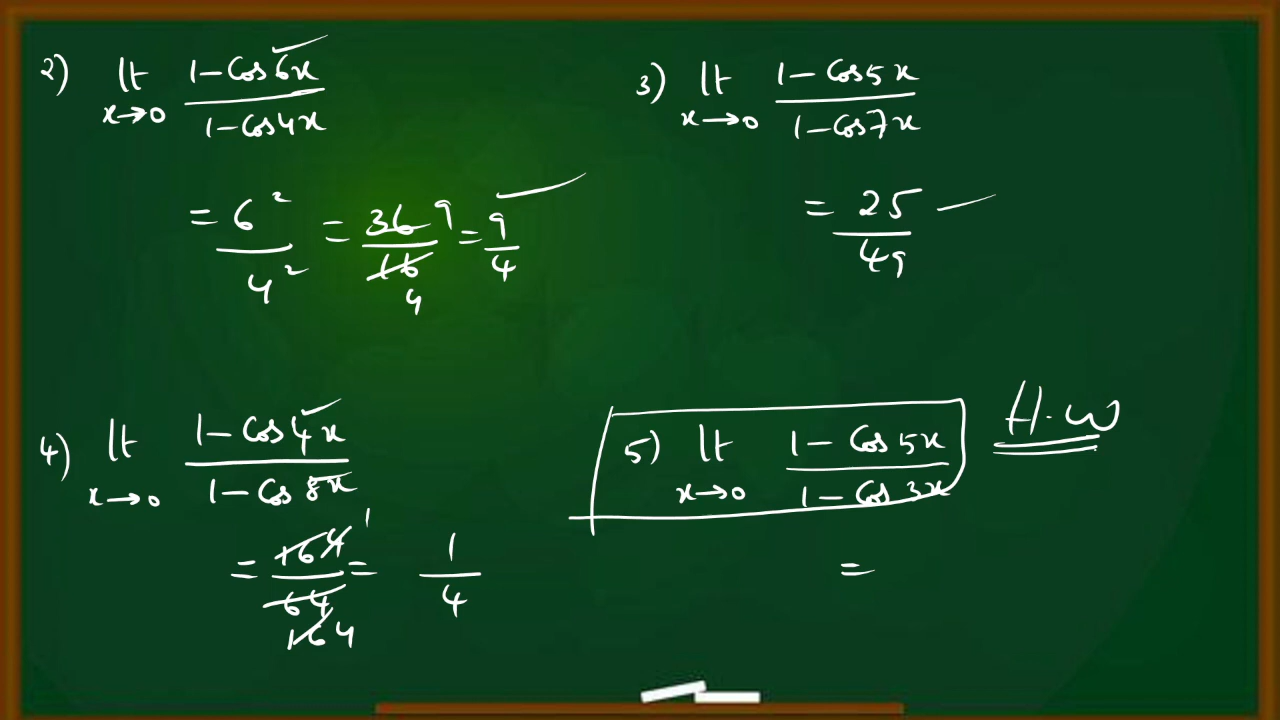 2) lt x→0 1-Cos6x / 1-Cos4x
= 6² / 4² = 36 9 / 16 4 = 9 / 4
3) lt x→0 1-Cos5x / 1-Cos7x
= 25 / 49
4) lt x→0 1-Cos4x / 1-Cos8x
= 16 4 1 / 64 16 4 = 1 / 4
5) lt x→0 1-Cos5x / 1-Cos3x
H.W
=